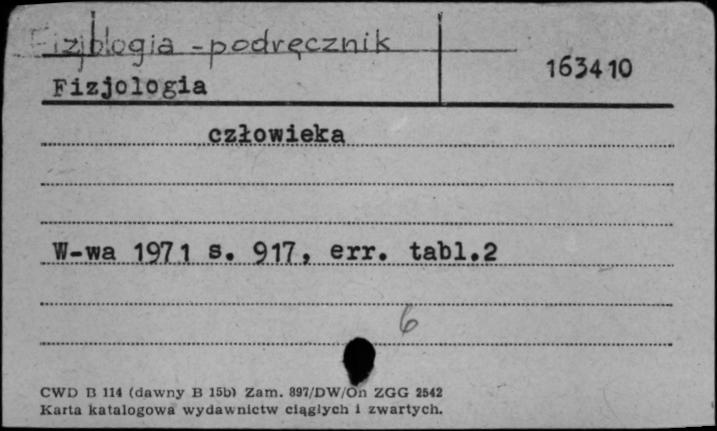 Fizjologia - podręcznik
163410
Fizjologia
człowieka
W-wa 1971 s. 917, err. tabl.2
6
CWD B 114 (dawny B 15b) Zam. 897/DW/On ZGG 2542
Karta katalogowa wydawnictw ciągłych i zwartych.